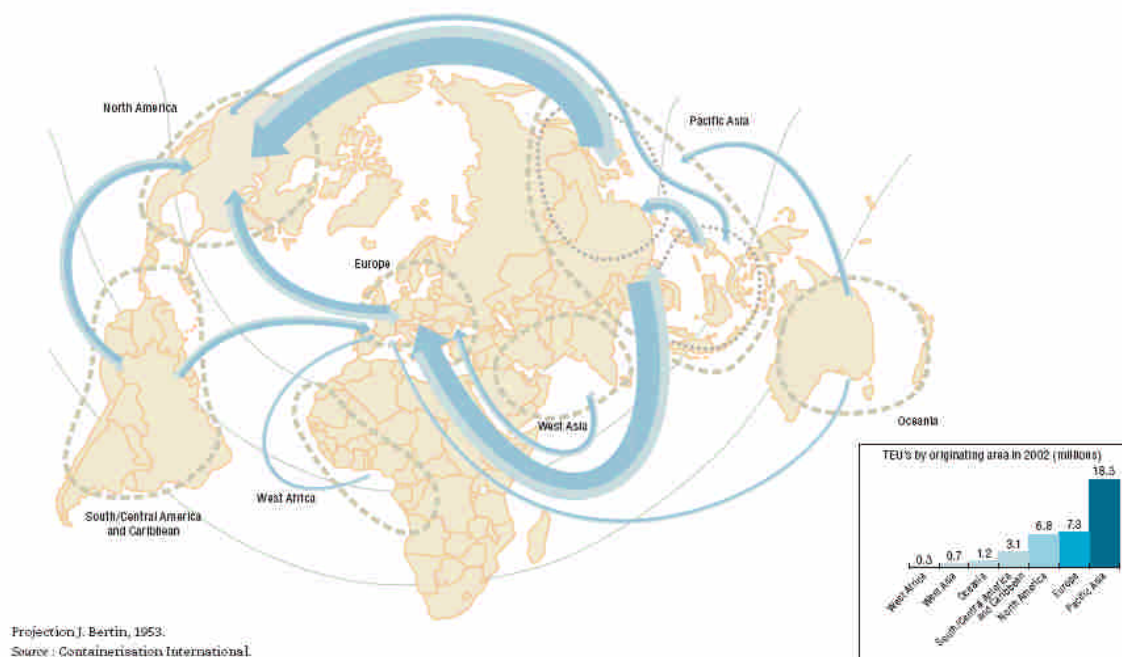 North America
Pacific Asia
Europe
West Asia
Oceania
West Africa
South/Central America
and Caribbean
TEU's by originating area in 2002 (millions)
18.3
7.3
6.8
3.1
1.2
0.7
0.3
West Africa
West Asia
Oceania
South/Central America
and Caribbean
North America
Europe
Pacific Asia
Projection J. Bertin, 1953.
Source : Containerisation International.